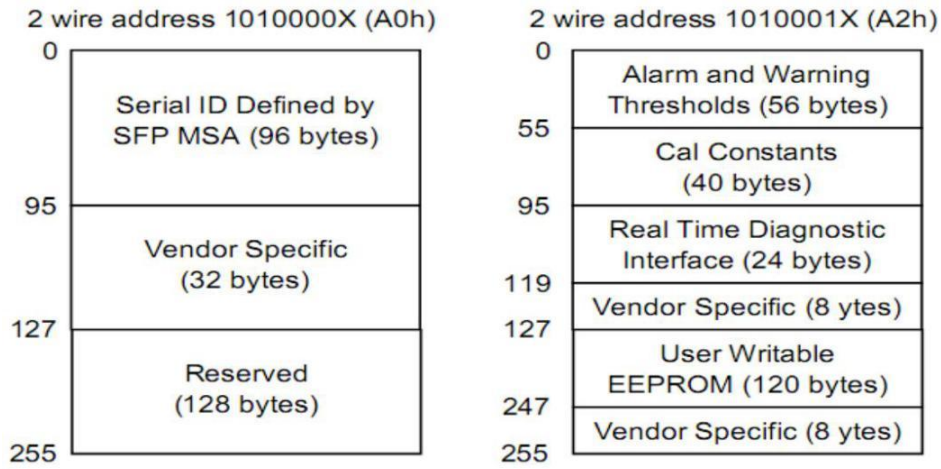 2 wire address 1010000X (A0h)
0
Serial ID Defined by
SFP MSA (96 bytes)
95
Vendor Specific
(32 bytes)
127
Reserved
(128 bytes)
255
2 wire address 1010001X (A2h)
0
Alarm and Warning
Thresholds (56 bytes)
55
Cal Constants
(40 bytes)
95
Real Time Diagnostic
Interface (24 bytes)
119
Vendor Specific (8 ytes)
127
User Writable
EEPROM (120 bytes)
247
Vendor Specific (8 ytes)
255